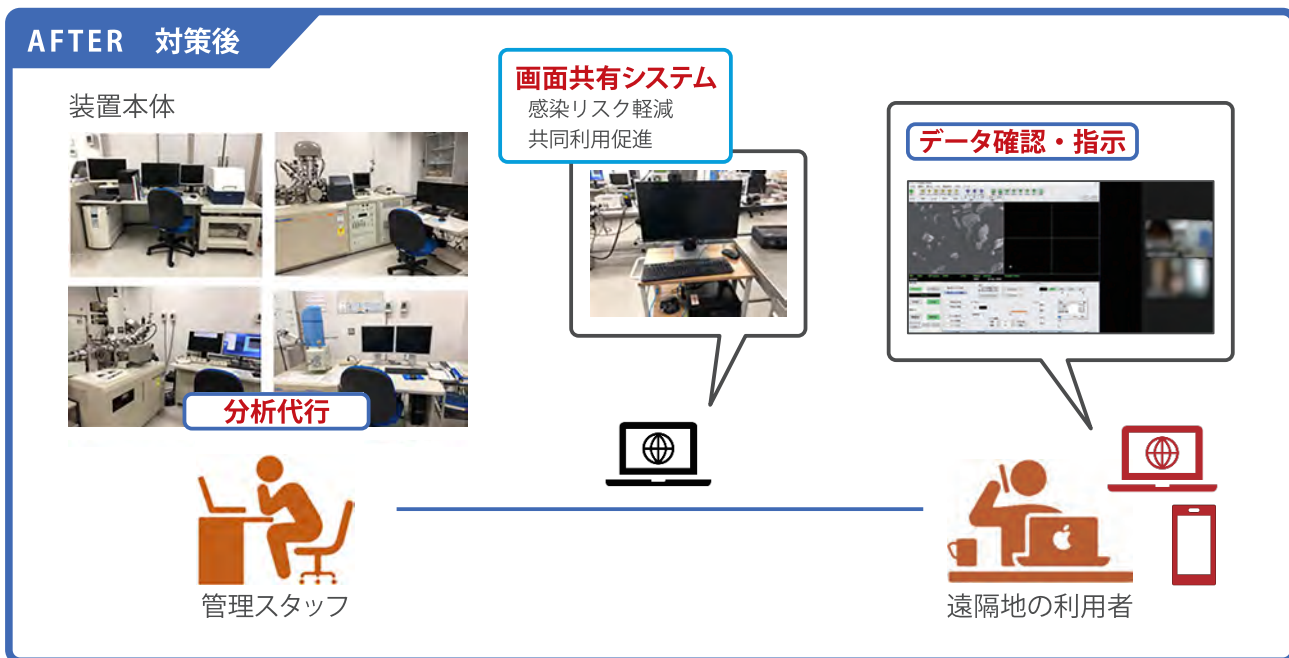 AFTER 対策後
装置本体
画面共有システム
感染リスク軽減
共同利用促進
データ確認・指示
分析代行
管理スタッフ
遠隔地の利用者